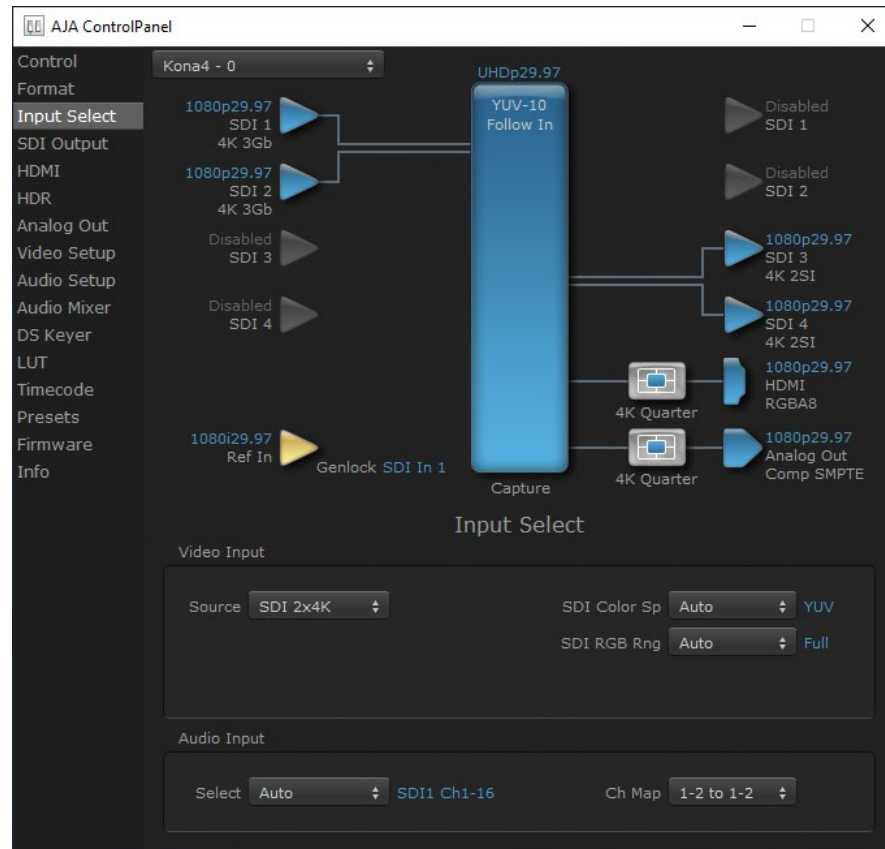 AJA ControlPanel
Control
Format
Input Select
SDI Output
HDMI
HDR
Analog Out
Video Setup
Audio Setup
Audio Mixer
DS Keyer
LUT
Timecode
Presets
Firmware
Info
Kona4 - 0
UHDp29.97
YUV-10
Follow In
1080p29.97
SDI 1
4K 3Gb
1080p29.97
SDI 2
4K 3Gb
Disabled
SDI 3
Disabled
SDI 4
1080i29.97
Ref In
Genlock SDI In 1
Capture
Disabled
SDI 1
Disabled
SDI 2
1080p29.97
SDI 3
4K 2SI
1080p29.97
SDI 4
4K 2SI
4K Quarter
1080p29.97
HDMI
RGBA8
4K Quarter
1080p29.97
Analog Out
Comp SMPTE
Input Select
Video Input
Source SDI 2x4K
SDI Color Sp Auto YUV
SDI RGB Rng Auto Full
Audio Input
Select Auto SDI1 Ch1-16
Ch Map 1-2 to 1-2